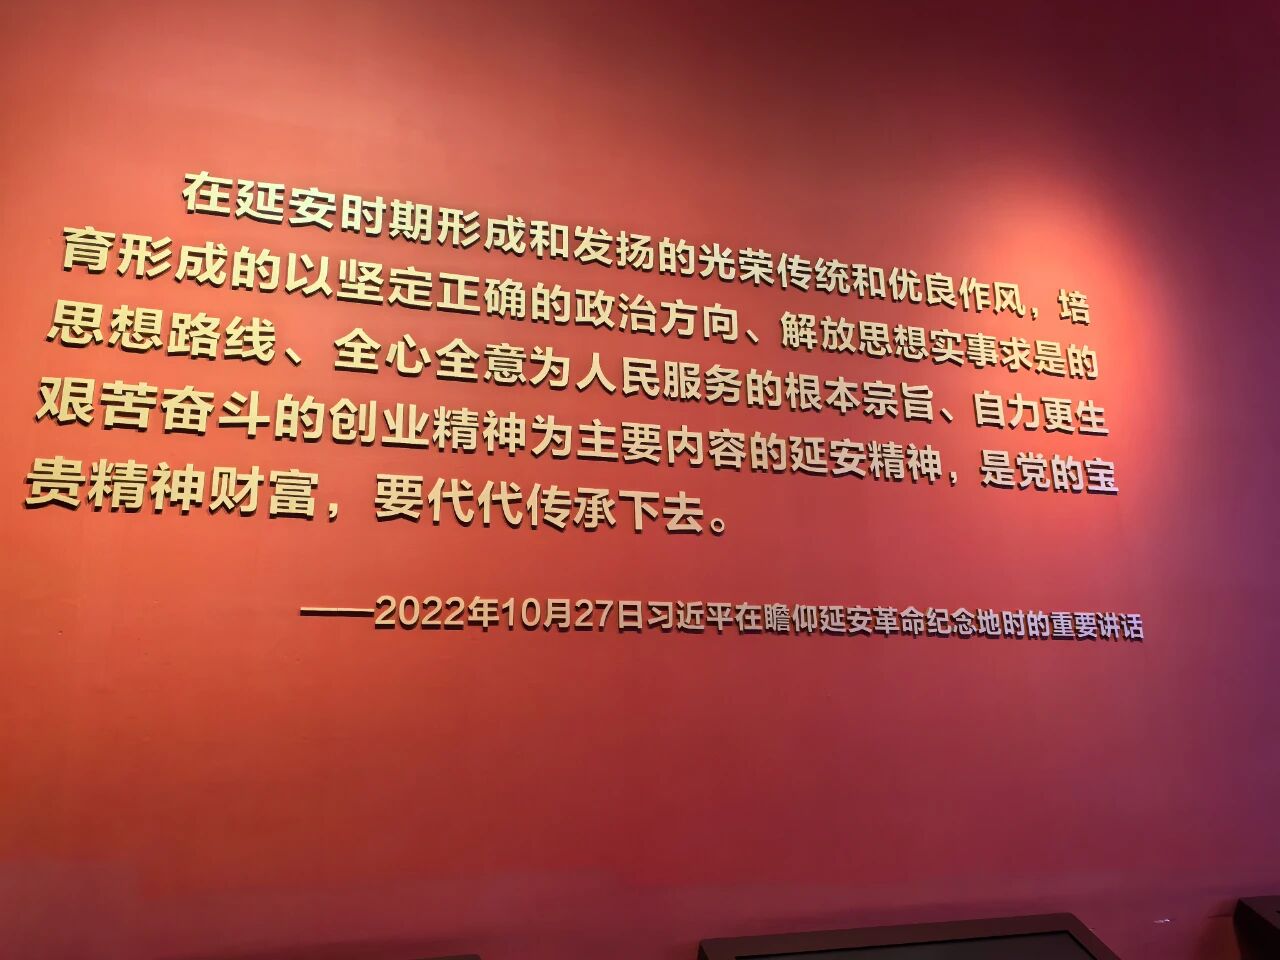 在延安时期形成和发扬的光荣传统和优良作风，培
育形成的以坚定正确的政治方向、解放思想实事求是的
思想路线、全心全意为人民服务的根本宗旨、自力更生
艰苦奋斗的创业精神为主要内容的延安精神，是党的宝
贵精神财富，要代代传承下去。
——2022年10月27日习近平在瞻仰延安革命纪念地时的重要讲话